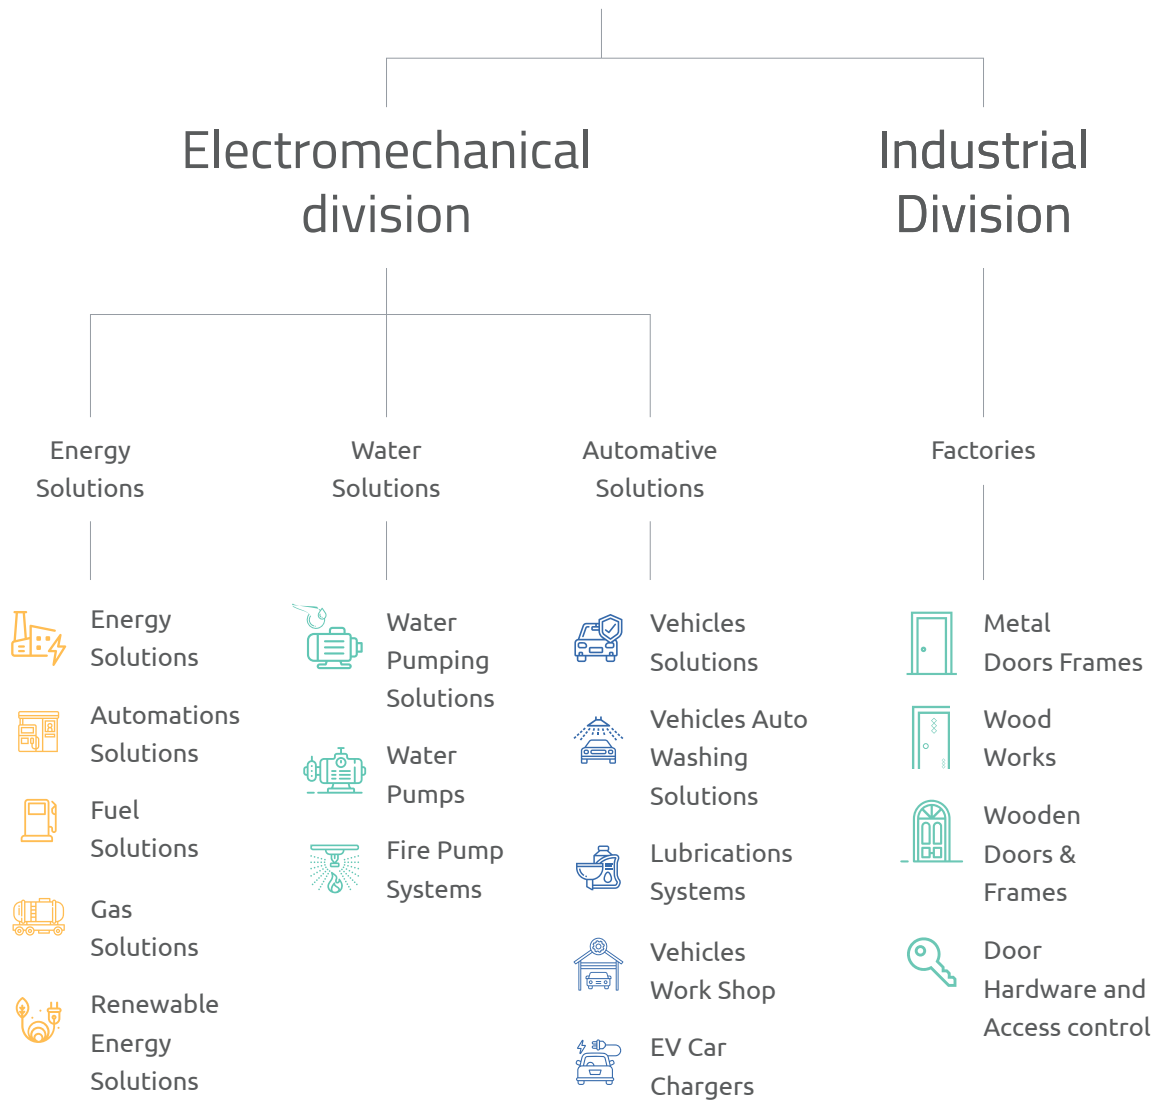 Electromechanical
division
Industrial
Division
Energy
Solutions
Water
Solutions
Automative
Solutions
Factories
Energy
Solutions
Automations
Solutions
Fuel
Solutions
Gas
Solutions
Renewable
Energy
Solutions
Water
Pumping
Solutions
Water
Pumps
Fire Pump
Systems
Vehicles
Solutions
Vehicles Auto
Washing
Solutions
Lubrications
Systems
Vehicles
Work Shop
EV Car
Chargers
Metal
Doors Frames
Wood
Works
Wooden
Doors &
Frames
Door
Hardware and
Access control